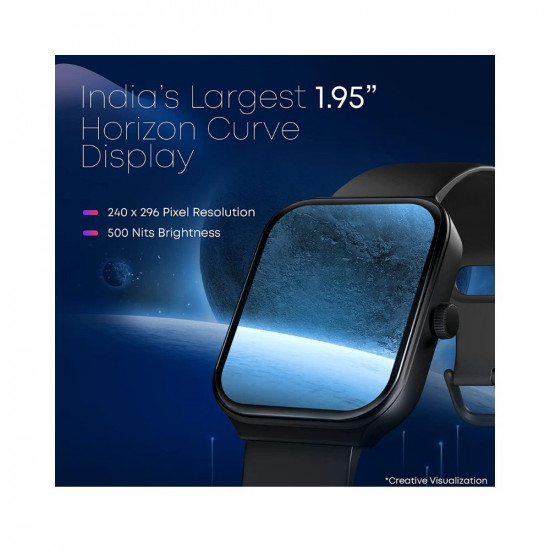 India's Largest 1.95”
Horizon Curve
Display
240 x 296 Pixel Resolution
500 Nits Brightness
*Creative Visualization